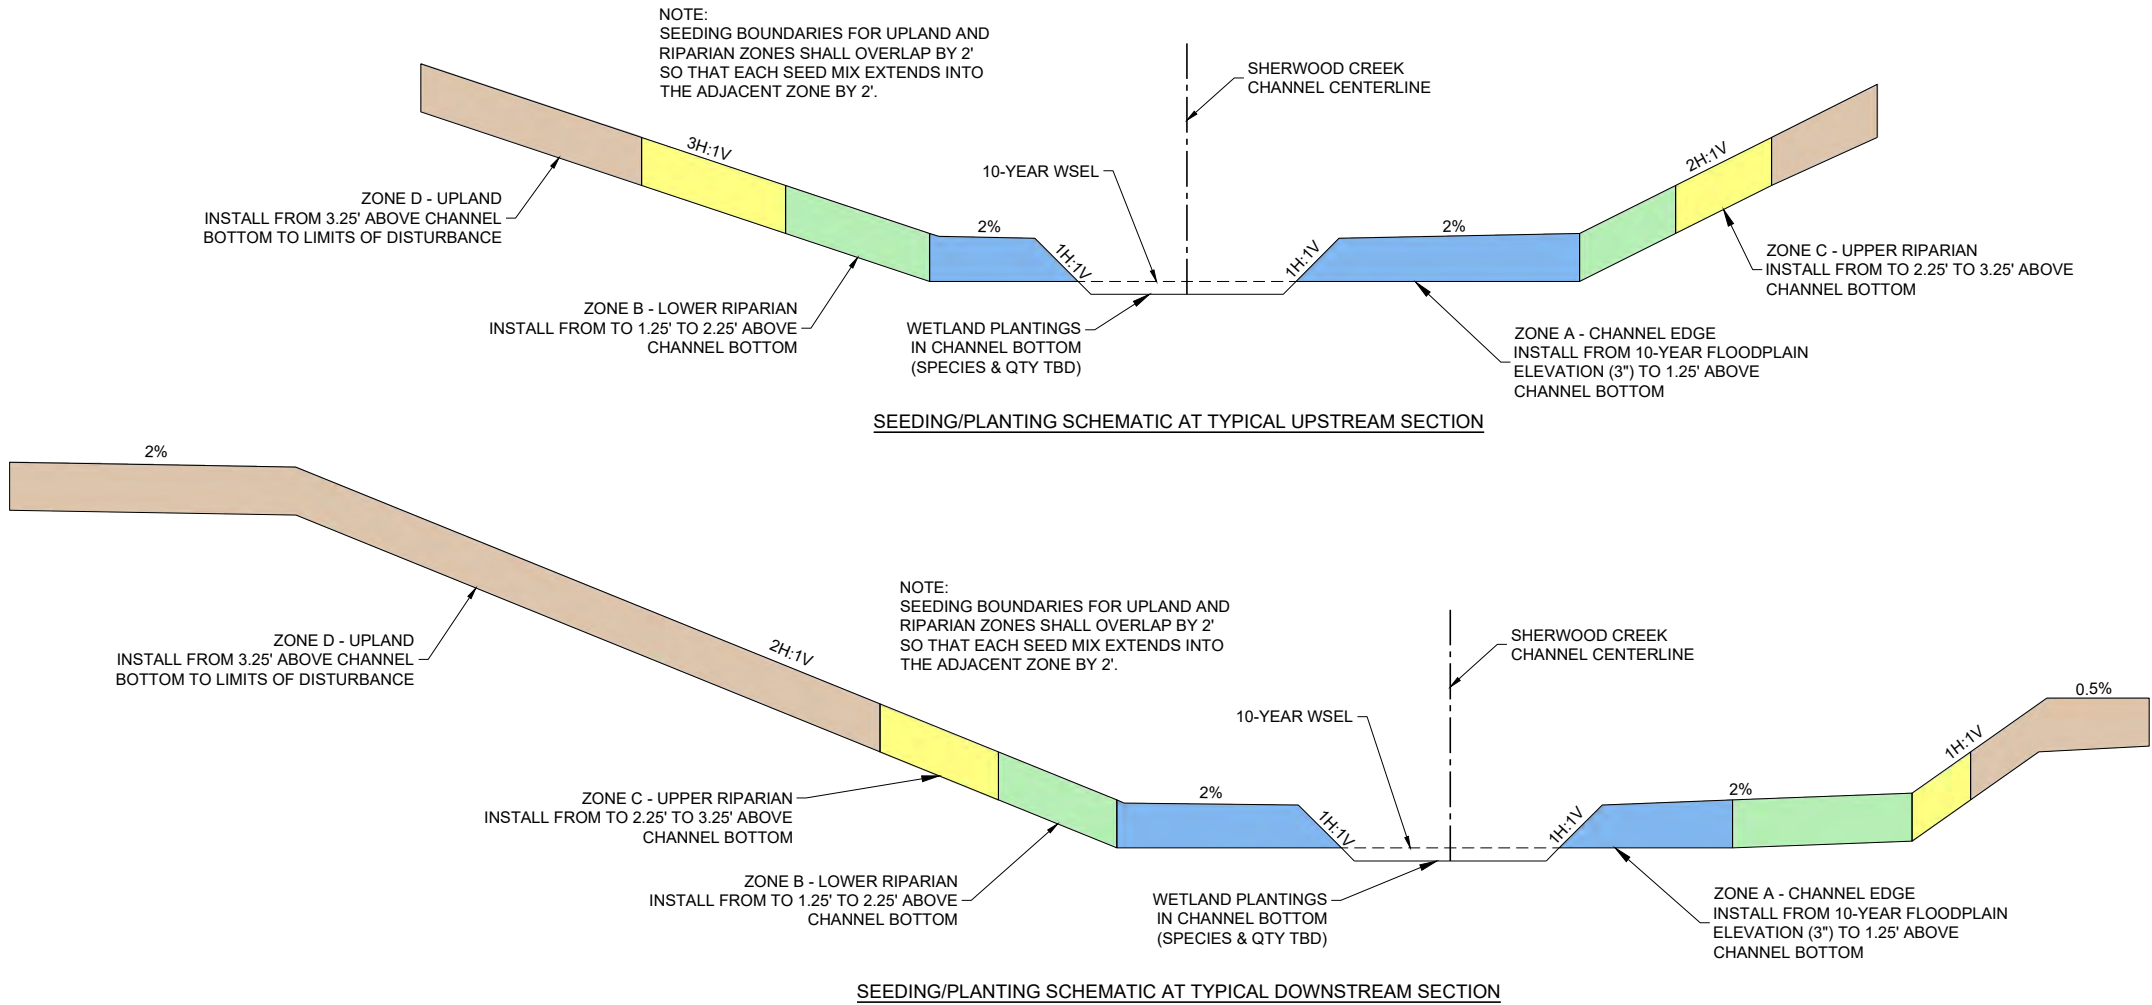 NOTE:
SEEDING BOUNDARIES FOR UPLAND AND
RIPARIAN ZONES SHALL OVERLAP BY 2'
SO THAT EACH SEED MIX EXTENDS INTO
THE ADJACENT ZONE BY 2'.
SHERWOOD CREEK
CHANNEL CENTERLINE
3H:1V
10-YEAR WSEL
2H:1V
ZONE D - UPLAND
INSTALL FROM 3.25' ABOVE CHANNEL
BOTTOM TO LIMITS OF DISTURBANCE
2%
1H:1V
1H:1V
2%
ZONE C - UPPER RIPARIAN
INSTALL FROM TO 2.25' TO 3.25' ABOVE
CHANNEL BOTTOM
ZONE B - LOWER RIPARIAN
INSTALL FROM TO 1.25' TO 2.25' ABOVE
CHANNEL BOTTOM
WETLAND PLANTINGS
IN CHANNEL BOTTOM
(SPECIES & QTY TBD)
ZONE A - CHANNEL EDGE
INSTALL FROM 10-YEAR FLOODPLAIN
ELEVATION (3") TO 1.25' ABOVE
CHANNEL BOTTOM
SEEDING/PLANTING SCHEMATIC AT TYPICAL UPSTREAM SECTION
2%
NOTE:
SEEDING BOUNDARIES FOR UPLAND AND
RIPARIAN ZONES SHALL OVERLAP BY 2'
SO THAT EACH SEED MIX EXTENDS INTO
THE ADJACENT ZONE BY 2'.
ZONE D - UPLAND
INSTALL FROM 3.25' ABOVE CHANNEL
BOTTOM TO LIMITS OF DISTURBANCE
2H:1V
SHERWOOD CREEK
CHANNEL CENTERLINE
10-YEAR WSEL
0.5%
1H:1V
2%
1H:1V
1H:1V
2%
ZONE C - UPPER RIPARIAN
INSTALL FROM TO 2.25' TO 3.25' ABOVE
CHANNEL BOTTOM
ZONE B - LOWER RIPARIAN
INSTALL FROM TO 1.25' TO 2.25' ABOVE
CHANNEL BOTTOM
WETLAND PLANTINGS
IN CHANNEL BOTTOM
(SPECIES & QTY TBD)
ZONE A - CHANNEL EDGE
INSTALL FROM 10-YEAR FLOODPLAIN
ELEVATION (3") TO 1.25' ABOVE
CHANNEL BOTTOM
SEEDING/PLANTING SCHEMATIC AT TYPICAL DOWNSTREAM SECTION